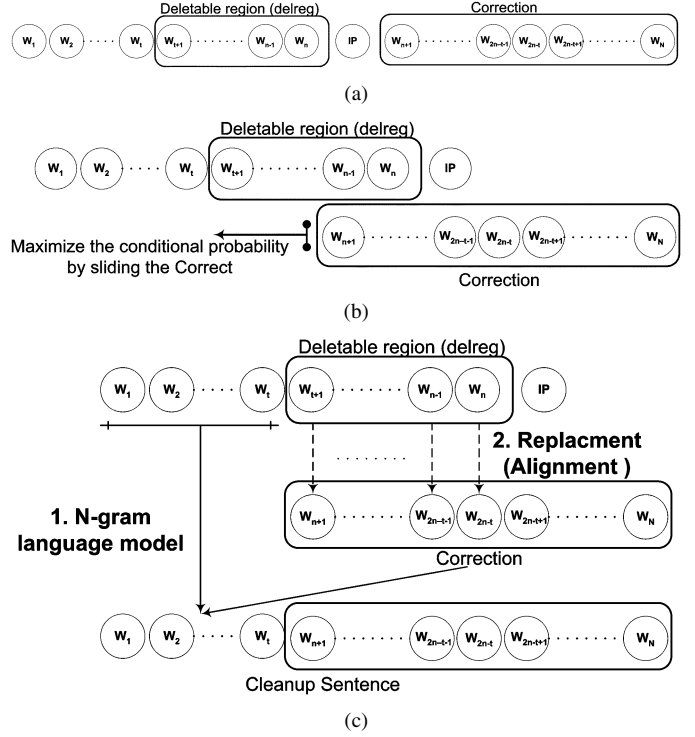 Deletable region (delreg) Correction
W1 W2 ····· Wt Wt+1 ········ Wn-1 Wn IP Wn+1 ········ W2n–t-1 W2n-t W2n-t+1 ········ WN
(a)
Deletable region (delreg)
W1 W2 ····· Wt Wt+1 ········ Wn-1 Wn IP
Wn+1 ········ W2n–t-1 W2n-t W2n-t+1 ········ WN
Maximize the conditional probability
by sliding the Correct
Correction
(b)
Deletable region (delreg)
W1 W2 ····· Wt Wt+1 ········ Wn-1 Wn IP
2. Replacment
(Alignment )
········
Wn+1 ········ W2n–t-1 W2n-t W2n-t+1 ········ WN
1. N-gram
language model
Correction
W1 W2 ····· Wt Wn+1 ········ W2n–t-1 W2n-t W2n-t+1 ········ WN
Cleanup Sentence
(c)